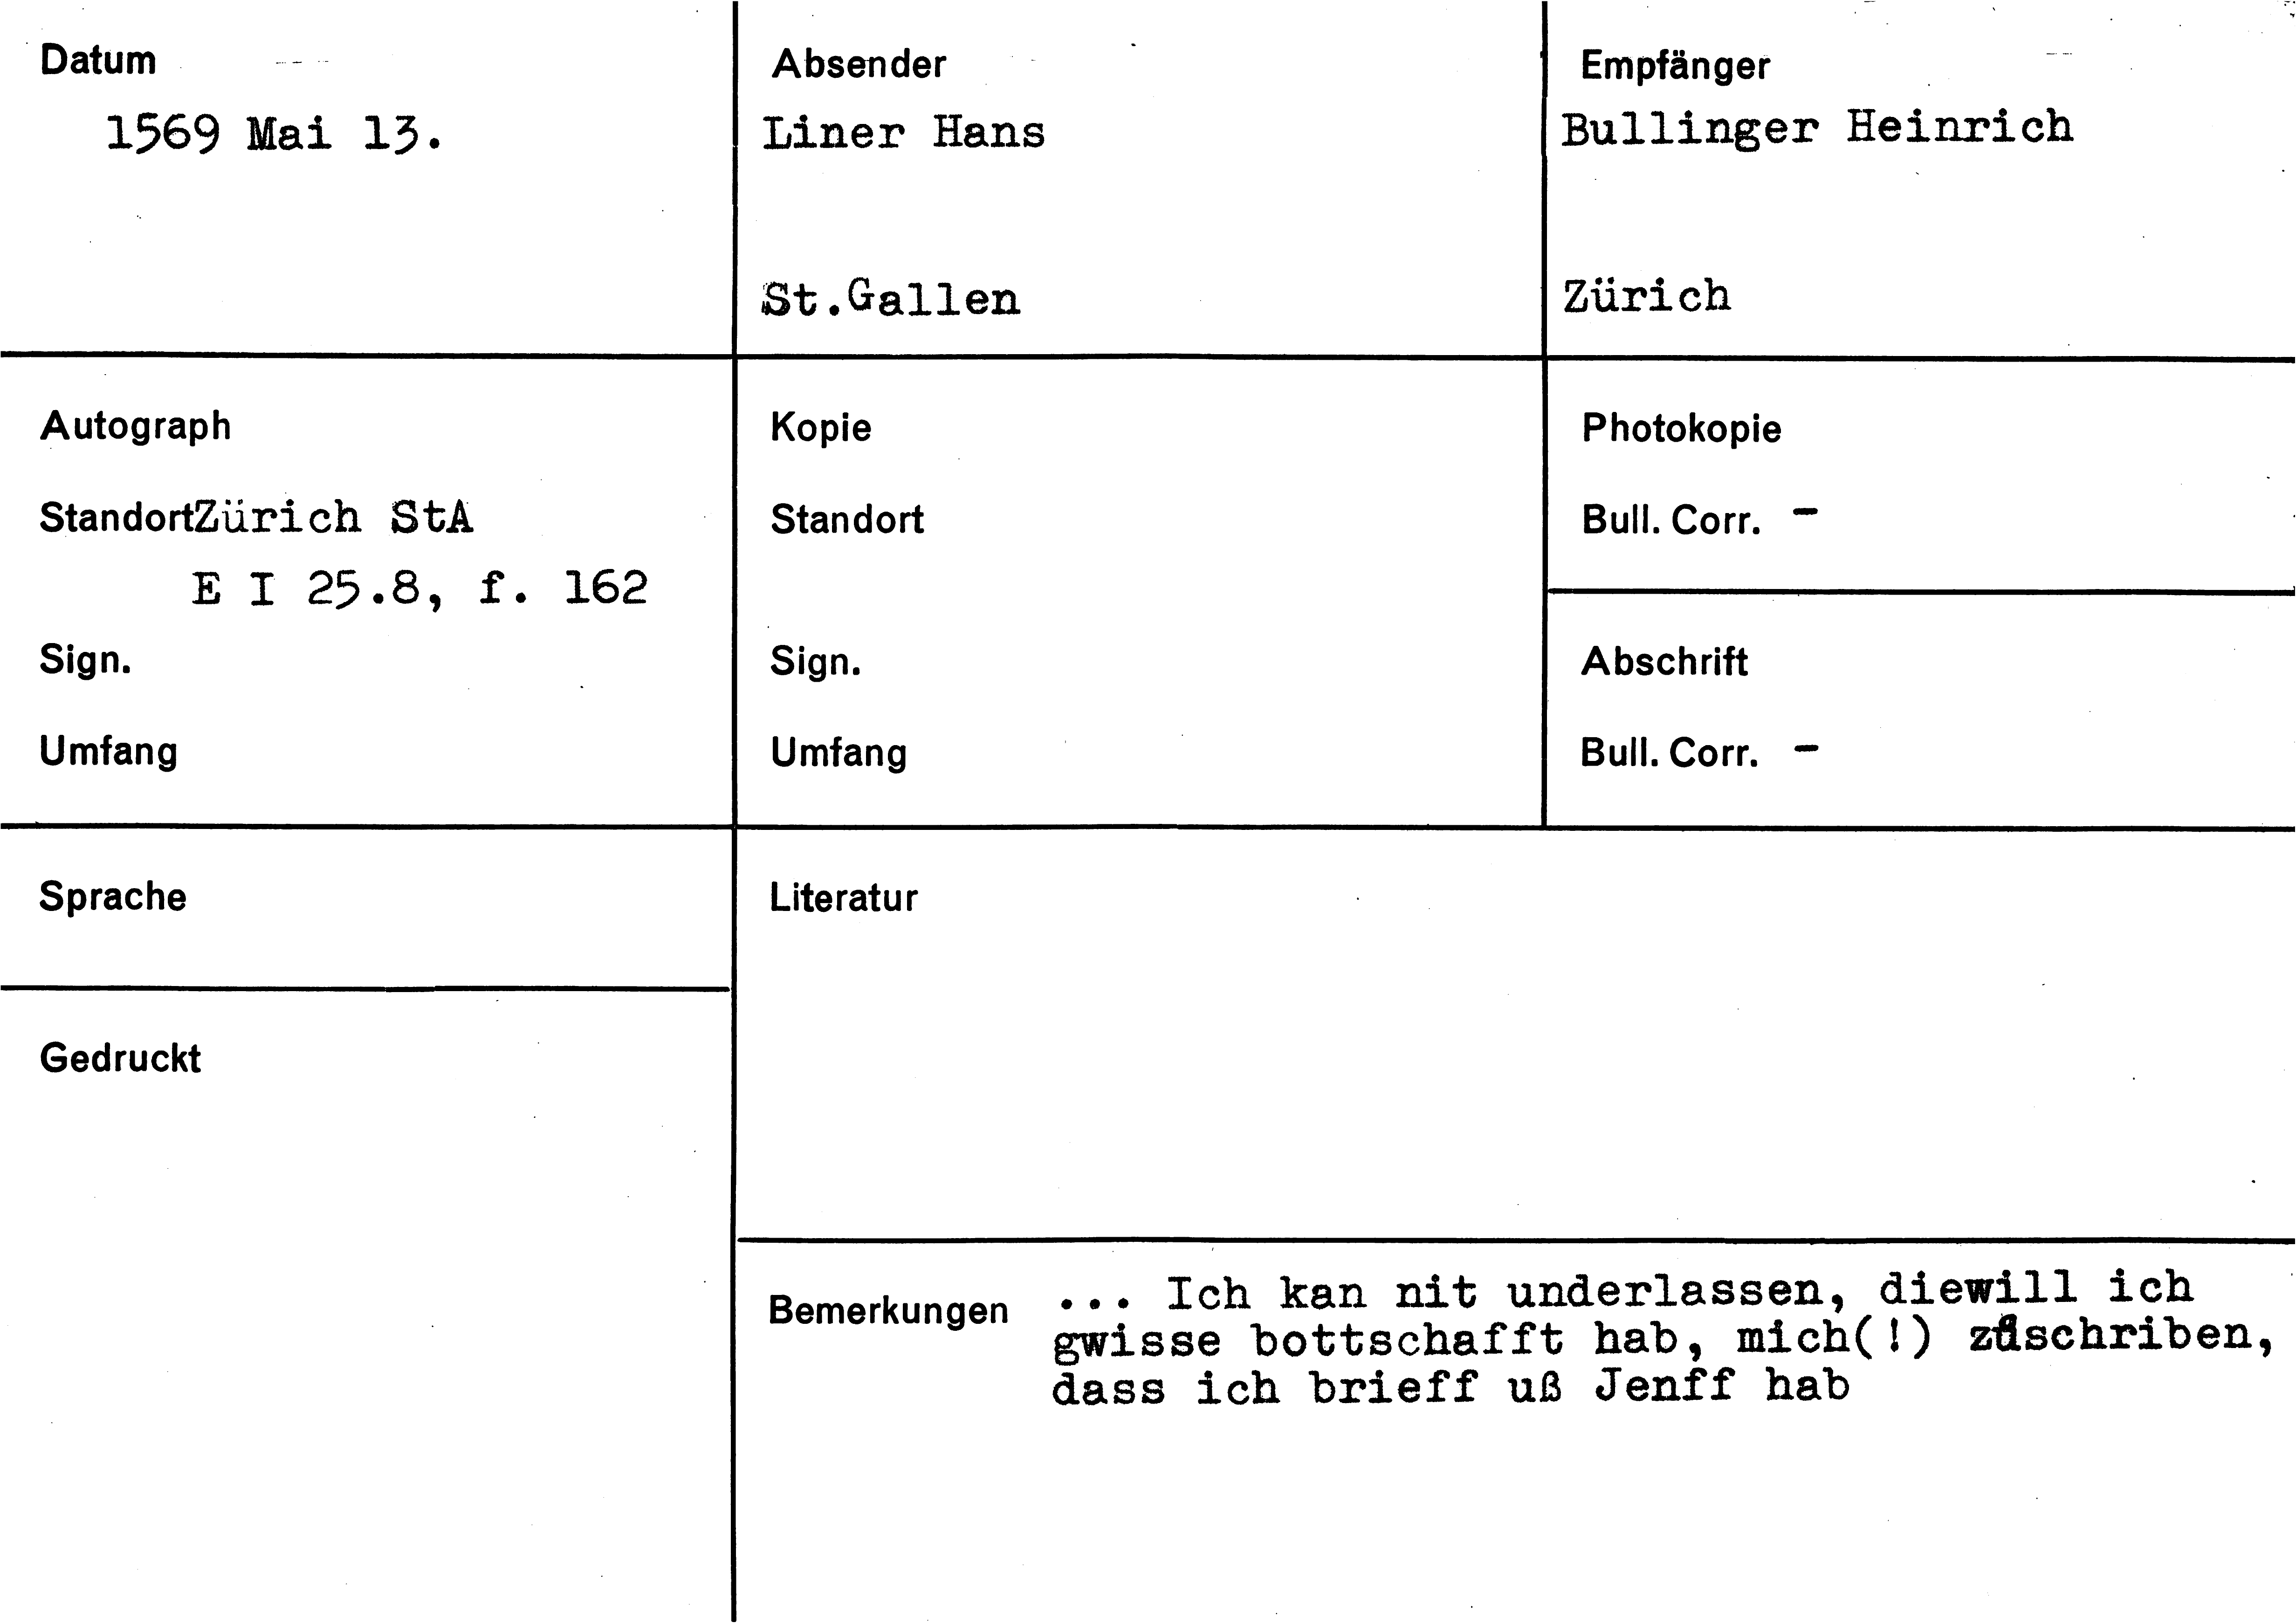 Datum
1569 Mai 13.
Absender
Liner Hans
St.Gallen
Empfänger
Bullinger Heinrich
Zürich
Autograph
Standort Zürich StA
E I 25.8, f. 162
Sign.
Umfang
Kopie
Standort
Sign.
Umfang
Photokopie
Bull. Corr. -
Abschrift
Bull. Corr. -
Sprache
Literatur
Gedruckt
Bemerkungen ... Ich kan nit underlassen, diewill ich
gwisse bottschafft hab, mich(!) zůschriben,
dass ich brieff uß Jenff hab